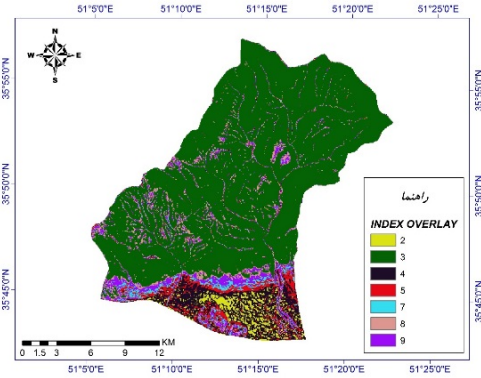 51°5'0"E 51°10'0"E 51°15'0"E 51°20'0"E 51°25'0"E
N
W E
S
35°55'0"N 35°55'0"N
35°50'0"N 35°50'0"N
35°45'0"N 35°45'0"N
راهنما
INDEX OVERLAY
2
3
4
5
7
8
9
KM
0 1.5 3 6 9 12
51°5'0"E 51°10'0"E 51°15'0"E 51°20'0"E 51°25'0"E